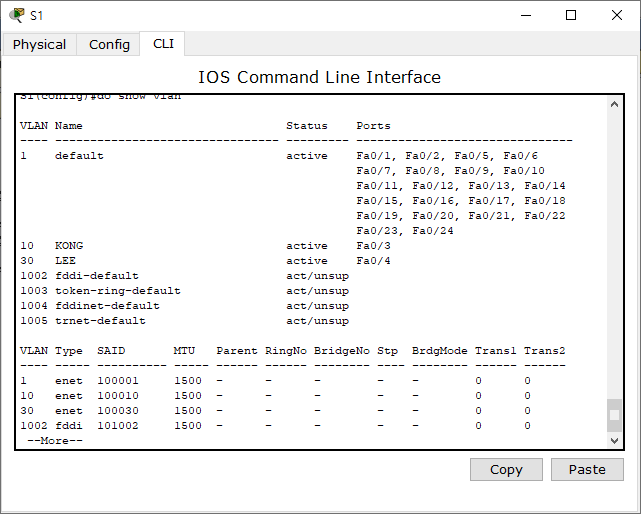 S1
Physical Config CLI
IOS Command Line Interface
S1(config)#do show vlan
VLAN Name                             Status    Ports
---- -------------------------------- --------- -------------------------------
1    default                          active    Fa0/1, Fa0/2, Fa0/5, Fa0/6
                                                Fa0/7, Fa0/8, Fa0/9, Fa0/10
                                                Fa0/11, Fa0/12, Fa0/13, Fa0/14
                                                Fa0/15, Fa0/16, Fa0/17, Fa0/18
                                                Fa0/19, Fa0/20, Fa0/21, Fa0/22
                                                Fa0/23, Fa0/24
10   KONG                             active    Fa0/3
30   LEE                              active    Fa0/4
1002 fddi-default                     act/unsup
1003 token-ring-default               act/unsup
1004 fddinet-default                  act/unsup
1005 trnet-default                    act/unsup
VLAN Type  SAID       MTU   Parent RingNo BridgeNo Stp  BrdgMode Trans1 Trans2
---- ----- ---------- ----- ------ ------ -------- ---- -------- ------ ------
1    enet  100001     1500  -      -      -        -    -        0      0
10   enet  100010     1500  -      -      -        -    -        0      0
30   enet  100030     1500  -      -      -        -    -        0      0
1002 fddi  101002     1500  -      -      -        -    -        0      0
 --More--
Copy Paste